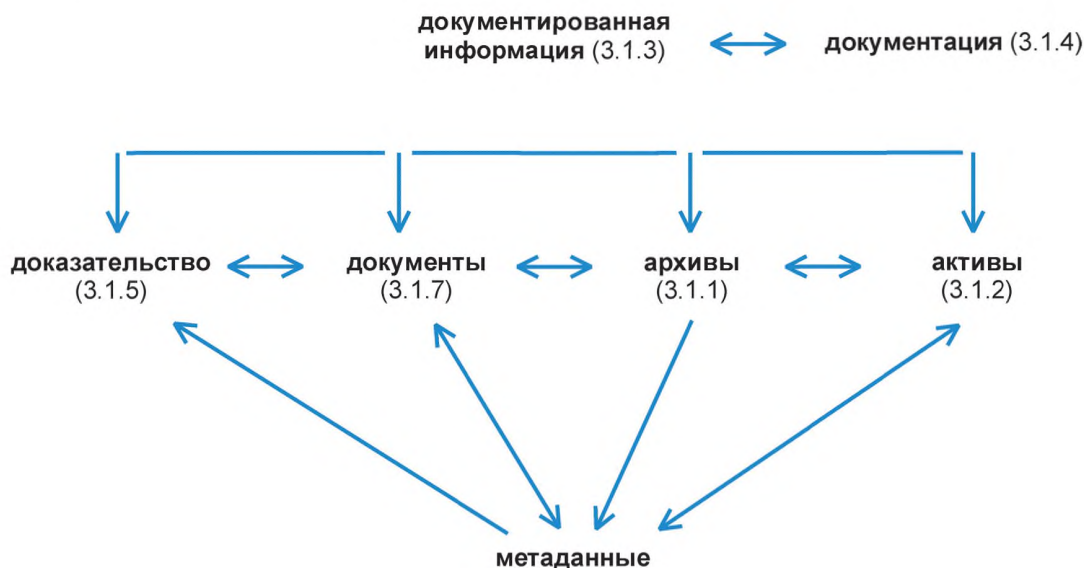 документированная
информация (3.1.3)
документация (3.1.4)
доказательство
(3.1.5)
документы
(3.1.7)
архивы
(3.1.1)
активы
(3.1.2)
метаданные